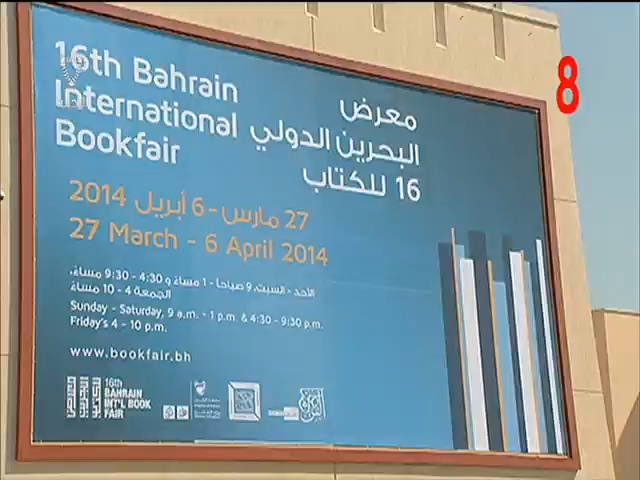 16th Bahrain
International
Bookfair
معرض
البحرين الدولي
16 للكتاب
27 مارس - 6 أبريل 2014
27 March - 6 April 2014
الأحد - السبت، 9 صباحاً - 1 مساءً و 4:30 - 9:30 مساءً،
الجمعة 4 - 10 مساءً
Sunday - Saturday, 9 a.m. - 1 p.m. & 4:30 - 9:30 p.m.
Friday's 4 - 10 p.m.
www.bookfair.bh
16th
BAHRAIN
INT'L BOOK
FAIR
8